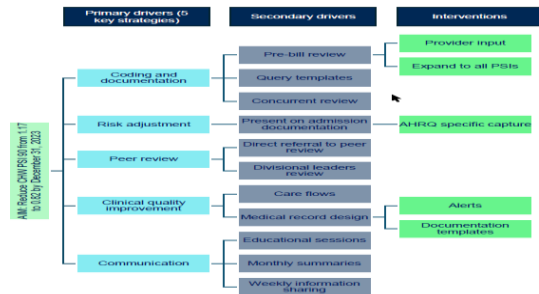 Primary drivers (5
key strategies)
Secondary drivers
Interventions
AIM: Reduce CHW PSI 90 from 1.17
to 0.82 by December 31, 2023
Coding and
documentation
Pre-bill review
Provider input
Expand to all PSIs
Query templates
Concurrent review
Risk adjustment
Present on admission
documentation
AHRQ specific capture
Peer review
Direct referral to peer
review
Divisional leaders
review
Clinical quality
improvement
Care flows
Medical record design
Alerts
Documentation
templates
Communication
Educational sessions
Monthly summaries
Weekly information
sharing